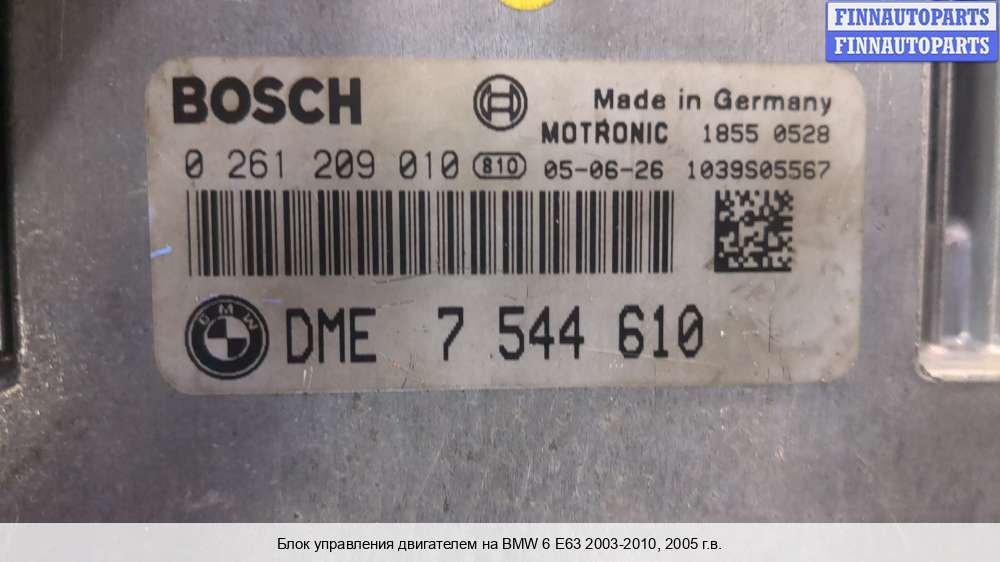 FINNAUTOPARTS
FINNAUTOPARTS
BOSCH Made in Germany
MOTRONIC 1855 0528
0 261 209 010 810 05-06-26 1039S05567
BMW DME 7 544 610
Блок управления двигателем на BMW 6 E63 2003-2010, 2005 г.в.